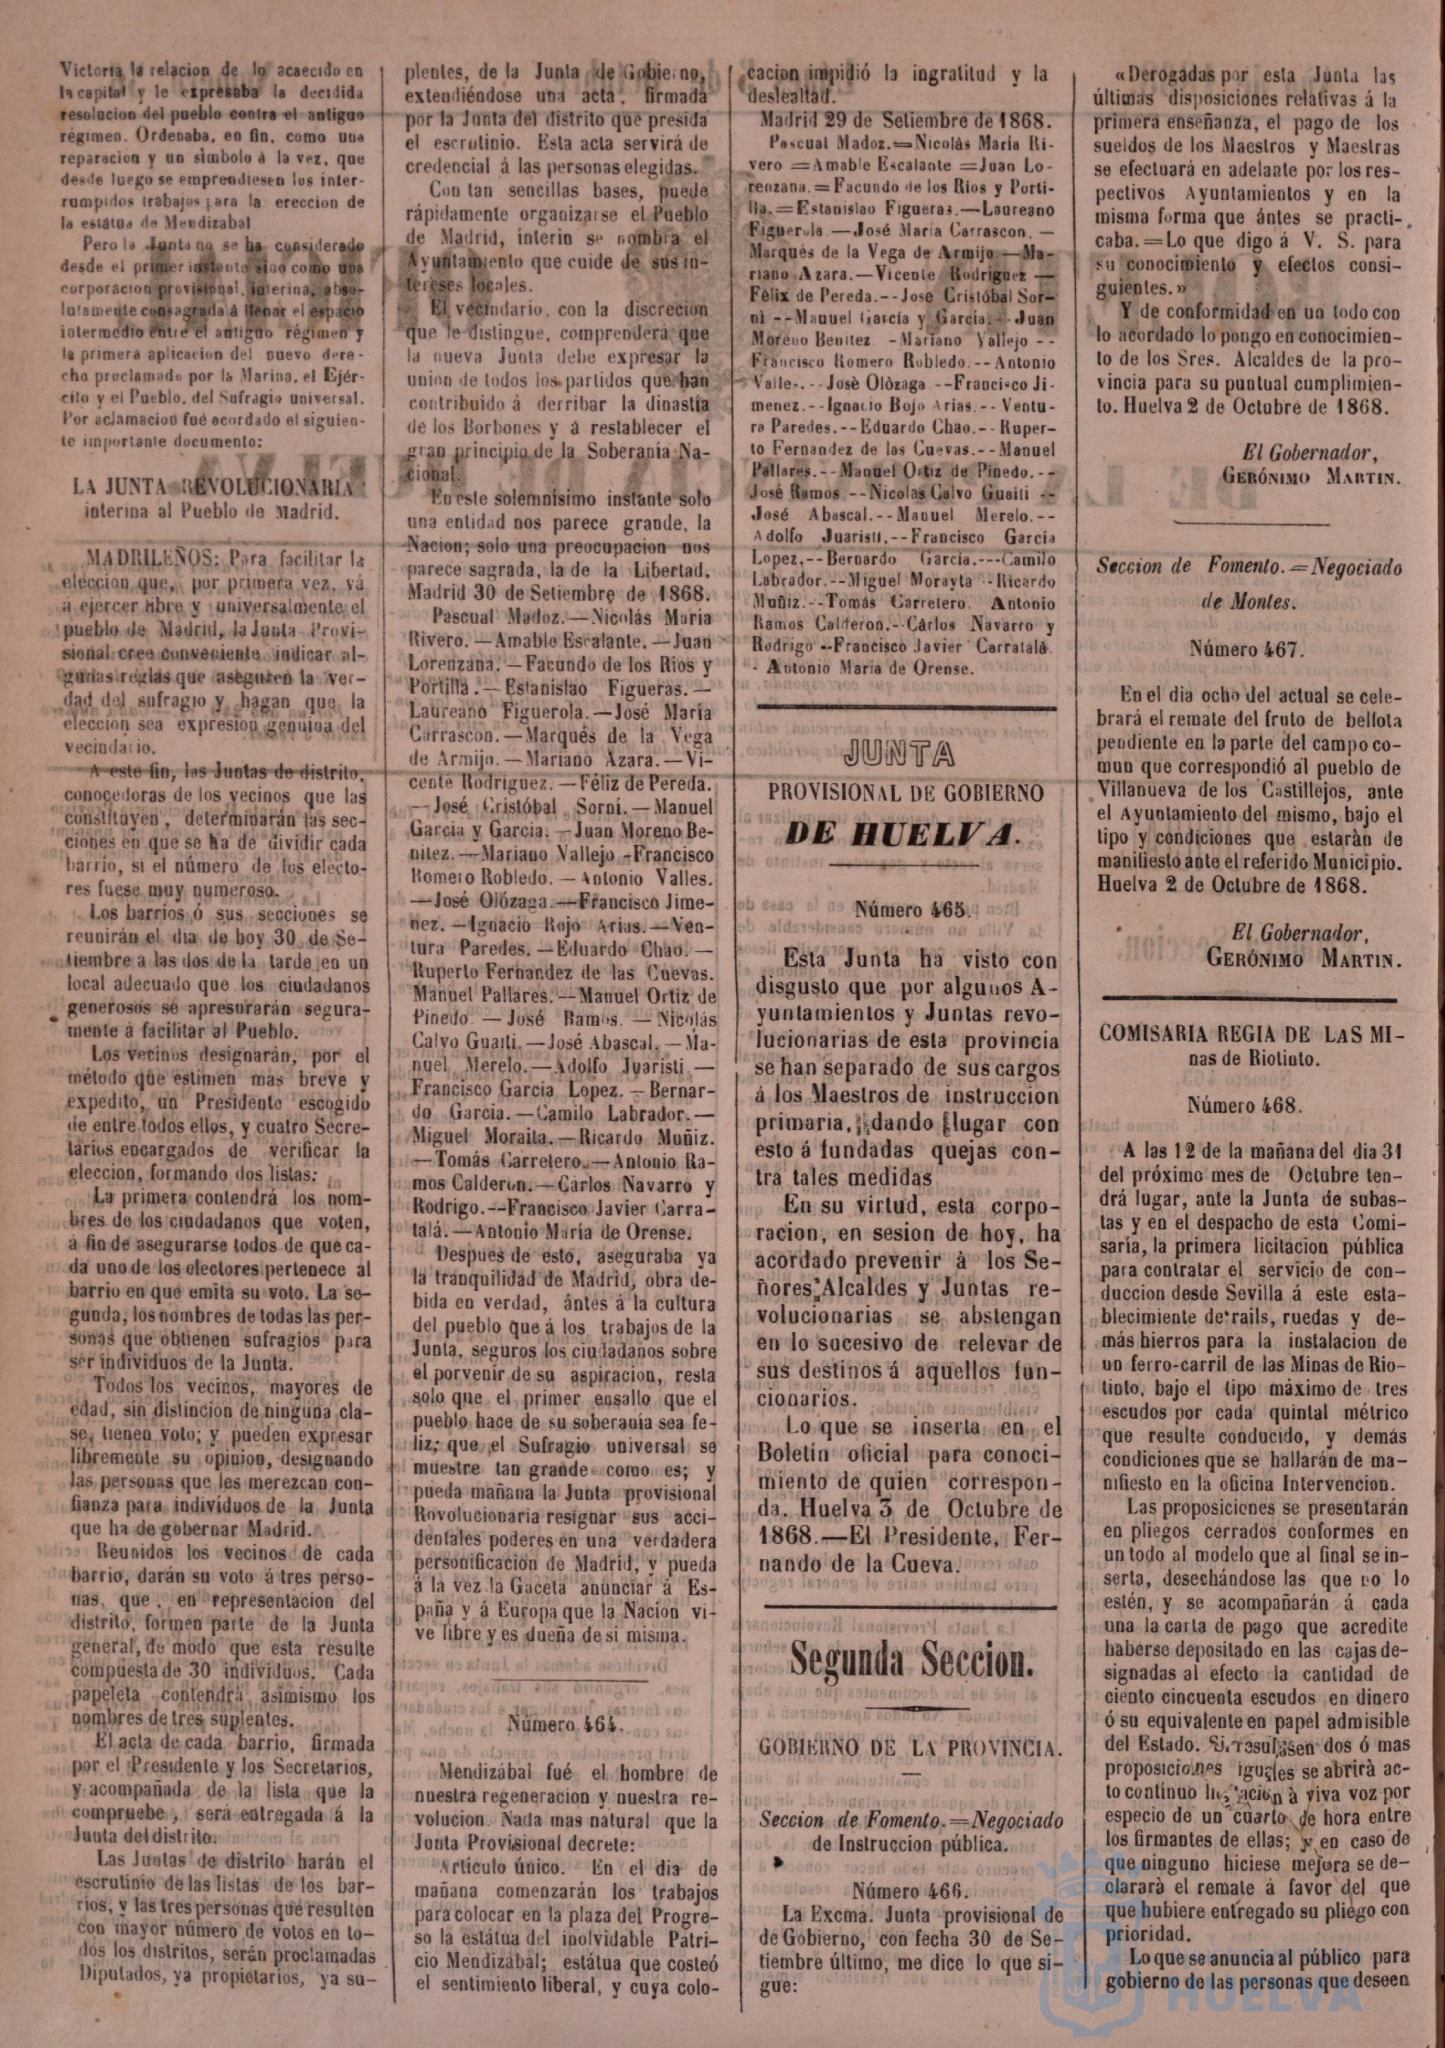 Victoria la relacion de lo acaecido en
la capital y le expresaba la decidida
resolucion del pueblo contra el antiguo
régimen. Ordenaba, en fin, como una
reparacion y un símbolo á la vez, que
desde luego se emprendiesen los inter-
rumpidos trabajos para la ereccion de
la estátua de Mendizabal
Pero la Junta no se ha considerado
desde el primer instante sino como una
corporacion provisional, interina, abso-
lutamente consagrada á llenar el espacio
intermedio entre el antiguo régimen y
la primera aplicacion del nuevo dere-
cho proclamado por la Marina, el Ejér-
cito y el Pueblo, del Sufragio universal.
Por aclamacion fué acordado el siguien-
te importante documento:
LA JUNTA REVOLUCIONARIA
interina al Pueblo de Madrid.
MADRILEÑOS: Para facilitar la
eleccion que, por primera vez, vá
á ejercer libre y universalmente el
pueblo de Madrid, la Junta Provi-
sional cree conveniente indicar al-
gunas reglas que aseguren la ver-
dad del sufragio y hagan que la
eleccion sea expresion genuina del
vecindario.
A este fin, las Juntas de distrito,
conocedoras de los vecinos que las
constituyen, determinarán las sec-
ciones en que se ha de dividir cada
barrio, si el número de los electo-
res fuese muy numeroso.
Los barrios ó sus secciones se
reunirán el dia de hoy 30 de Se-
tiembre a las dos de la tarde en un
local adecuado que los ciudadanos
generosos se apresurarán segura-
mente á facilitar al Pueblo.
Los vecinos designarán, por el
método que estimen mas breve y
expedito, un Presidente escogido
de entre todos ellos, y cuatro Secre-
tarios encargados de verificar la
eleccion, formando dos listas:
La primera contendrá los nom-
bres de los ciudadanos que voten,
á fin de asegurarse todos de que ca-
da uno de los electores pertenece al
barrio en que emita su voto. La se-
gunda, los nombres de todas las per-
sonas que obtienen sufragios para
ser individuos de la Junta.
Todos los vecinos, mayores de
edad, sin distincion de ninguna cla-
se, tienen voto; y pueden expresar
libremente su opinion, designando
las personas que les merezcan con-
fianza para individuos de la Junta
que ha de gobernar Madrid.
Reunidos los vecinos de cada
barrio, darán su voto á tres perso-
nas, que, en representacion del
distrito, formen parte de la Junta
general, de modo que esta resulte
compuesta de 30 individuos. Cada
papeleta contendrá asimismo los
nombres de tres suplentes.
El acta de cada barrio, firmada
por el Presidente y los Secretarios,
y acompañada de la lista que la
compruebe, será entregada á la
Junta del distrito.
Las Juntas de distrito harán el
escrutinio de las listas de los bar-
rios, y las tres personas que resulten
con mayor número de votos en to-
dos los distritos, serán proclamadas
Diputados, ya propietarios, ya su-
plentes, de la Junta de Gobierno,
extendiéndose una acta, firmada
por la Junta del distrito que presida
el escrutinio. Esta acta servirá de
credencial á las personas elegidas.
Con tan sencillas bases, puede
rápidamente organizarse el Pueblo
de Madrid, interin se nombra el
Ayuntamiento que cuide de sus in-
tereses locales.
El vecindario, con la discrecion
que le distingue, comprenderá que
la nueva Junta debe expresar la
union de todos los partidos que han
contribuido á derribar la dinastía
de los Borbones y á restablecer el
gran principio de la Soberanía Na-
cional.
En este solemnísimo instante solo
una entidad nos parece grande, la
Nacion; solo una preocupacion nos
parece sagrada, la de la Libertad.
Madrid 30 de Setiembre de 1868.
Pascual Madoz.—Nicolás María
Rivero.—Amable Escalante.—Juan
Lorenzana.—Facundo de los Rios y
Portilla.—Estanislao Figueras.—
Laureano Figuerola.—José María
Carrascon.—Marqués de la Vega
de Armijo.—Mariano Azara.—Vi-
cente Rodriguez.—Féliz de Pereda.
—José Cristóbal Sorní.—Manuel
Garcia y Garcia.—Juan Moreno Be-
nitez.—Mariano Vallejo-Francisco
Romero Robledo.—Antonio Valles.
—José Olózaga.—Francisco Jime-
nez.—Ignacio Rojo Arias.—Ven-
tura Paredes.—Eduardo Chao.—
Ruperto Fernandez de las Cuevas.
Manuel Pallares.—Manuel Ortiz de
Pinedo.—José Ramos.—Nicolás
Calvo Guaiti.—José Abascal.—Ma-
nuel Merelo.—Adolfo Juaristi.—
Francisco Garcia Lopez.—Bernar-
do Garcia.—Camilo Labrador.—
Miguel Moraita.—Ricardo Muñiz.
—Tomás Carretero.—Antonio Ra-
mos Calderon.—Cárlos Navarro y
Rodrigo.--Francisco Javier Carra-
talá.—Antonio María de Orense.
Despues de esto, aseguraba ya
la tranquilidad de Madrid, obra de-
bida en verdad, ántes á la cultura
del pueblo que á los trabajos de la
Junta, seguros los ciudadanos sobre
el porvenir de su aspiracion, resta
solo que el primer ensallo que el
pueblo hace de su soberanía sea fe-
liz; que el Sufragio universal se
muestre tan grande como es; y
pueda mañana la Junta provisional
Rovolucionaria resignar sus acci-
dentales poderes en una verdadera
personificacion de Madrid, y pueda
á la vez la Gaceta anunciar á Es-
paña y á Europa que la Nacion vi-
ve libre y es dueña de si misma.
Número 464.
Mendizábal fué el hombre de
nuestra regeneracion y nuestra re-
volucion. Nada mas natural que la
Junta Provisional decrete:
Artículo único. En el dia de
mañana comenzarán los trabajos
para colocar en la plaza del Progre-
so la estátua del inolvidable Patri-
cio Mendizábal; estátua que costeó
el sentimiento liberal, y cuya colo-
cacion impidió la ingratitud y la
deslealtad.
Madrid 29 de Setiembre de 1868.
Pascual Madoz.=Nicolás María Ri-
vero=Amable Escalante=Juan Lo-
renzana.=Facundo de los Rios y Porti-
lla.=Estanislao Figueras.—Laureano
Figuerola.—José María Carrascon.—
Marqués de la Vega de Armijo.—Ma-
riano Azara.—Vicente Rodriguez—
Félix de Pereda.--José Cristóbal Sor-
ni--Manuel García y García.-Juan
Moreno Benitez.-Mariano Vallejo--
Francisco Romero Robledo.--Antonio
Valles.--Josè Olòzaga.--Francisco Ji-
menez.--Ignacio Bojo Arias.--Ventu-
ra Paredes.--Eduardo Chao.--Ruper-
to Fernandez de las Cuevas.--Manuel
Pallares.--Manuel Ortiz de Pinedo.--
José Ramos.--Nicolas Calvo Guaiti--
José Abascal.--Manuel Merelo.--
Adolfo Juaristi.--Francisco Garcia
Lopez.--Bernardo García.---Camilo
Labrador.--Miguel Morayta--Ricardo
Muñiz.--Tomás Carretero. Antonio
Ramos Calderon.--Cárlos Navarro y
Rodrigo--Francisco Javier Carratalá.
- Antonio Maria de Orense.
JUNTA
PROVISIONAL DE GOBIERNO
DE HUELVA.
Número 465.
Esta Junta ha visto con
disgusto que por algunos A-
yuntamientos y Juntas revo-
lucionarias de esta provincia
se han separado de sus cargos
á los Maestros de instruccion
primaria, dando lugar con
esto á fundadas quejas con-
tra tales medidas
En su virtud, esta corpo-
racion, en sesion de hoy, ha
acordado prevenir à los Se-
ñores Alcaldes y Juntas re-
volucionarias se abstengan
en lo sucesivo de relevar de
sus destinos á aquellos fun-
cionarios.
Lo que se inserta en el
Boletin oficial para conoci-
miento de quien correspon-
da. Huelva 3 de Octubre de
1868.—El Presidente, Fer-
nando de la Cueva.
Segunda Seccion.
GOBIERNO DE LA PROVINCIA.
Seccion de Fomento.=Negociado
de Instruccion pública.
Número 466.
La Excma. Junta provisional de
de Gobierno, con fecha 30 de Se-
tiembre último, me dice lo que si-
gue:
«Derogadas por esta Junta las
últimas disposiciones relativas á la
primera enseñanza, el pago de los
sueldos de los Maestros y Maestras
se efectuará en adelante por los res-
pectivos Ayuntamientos y en la
misma forma que ántes se practi-
caba.=Lo que digo á V. S. para
su conocimiento y efectos consi-
guientes.»
Y de conformidad en un todo con
lo acordado lo pongo en conocimien-
to de los Sres. Alcaldes de la pro-
vincia para su puntual cumplimien-
to. Huelva 2 de Octubre de 1868.
El Gobernador,
GERÓNIMO MARTIN.
Seccion de Fomento.=Negociado
de Montes.
Número 467.
En el dia ocho del actual se cele-
brará el remate del fruto de bellota
pendiente en la parte del campo co-
mun que correspondió al pueblo de
Villanueva de los Castillejos, ante
el Ayuntamiento del mismo, bajo el
tipo y condiciones que estaràn de
manifiesto ante el referido Municipio.
Huelva 2 de Octubre de 1868.
El Gobernador,
GERÓNIMO MARTIN.
COMISARIA REGIA DE LAS MI-
nas de Riotinto.
Número 468.
A las 12 de la mañana del dia 31
del próximo mes de Octubre ten-
drá lugar, ante la Junta de subas-
tas y en el despacho de esta Comi-
saría, la primera licitacion pública
para contratar el servicio de con-
duccion desde Sevilla á este esta-
blecimiento de rails, ruedas y de-
más hierros para la instalacion de
un ferro-carril de las Minas de Rio-
tinto, bajo el tipo máximo de tres
escudos por cada quintal métrico
que resulte conducido, y demás
condiciones que se hallarán de ma-
nifiesto en la oficina Intervencion.
Las proposiciones se presentarán
en pliegos cerrados conformes en
un todo al modelo que al final se in-
serta, desechándose las que no lo
estén, y se acompañarán á cada
una la carta de pago que acredite
haberse depositado en las cajas de-
signadas al efecto la cantidad de
ciento cincuenta escudos en dinero
ó su equivalente en papel admisible
del Estado. Si resultasen dos ó mas
proposiciones iguales se abrirá ac-
to contínuo licitacion à viva voz por
especio de un cuarto de hora entre
los firmantes de ellas; y en caso de
que ninguno hiciese mejora se de-
clararà el remate á favor del que
que hubiere entregado su pliego con
prioridad.
Lo que se anuncia al público para
gobierno de las personas que deseen
HUELVA